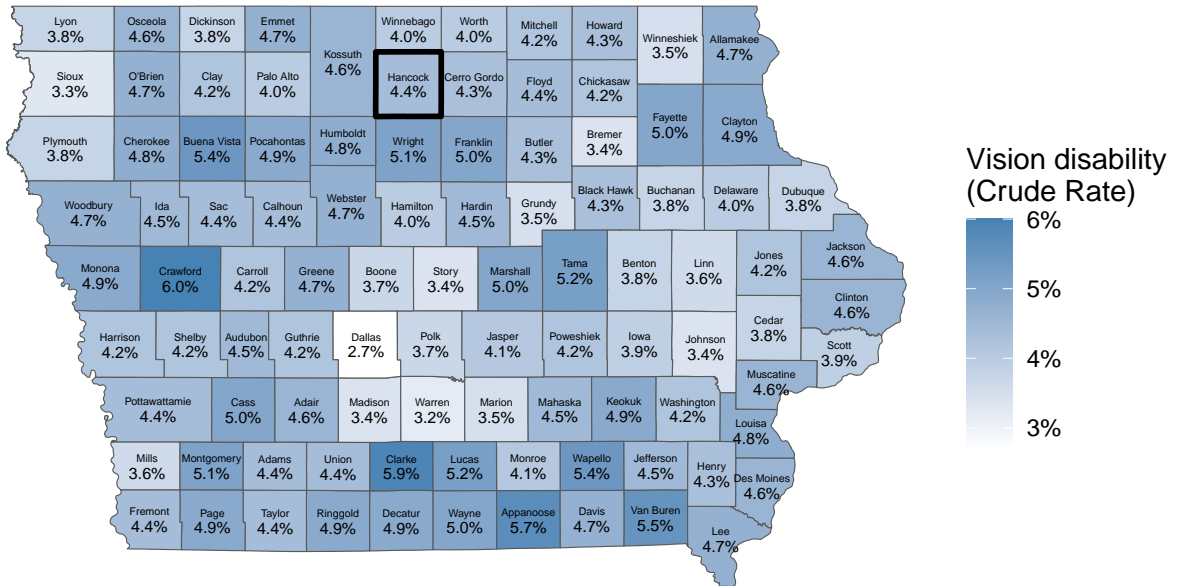 Lyon
3.8%
Osceola
4.6%
Dickinson
3.8%
Emmet
4.7%
Kossuth
4.6%
Winnebago
4.0%
Worth
4.0%
Mitchell
4.2%
Howard
4.3%
Winneshiek
3.5%
Allamakee
4.7%
Sioux
3.3%
O'Brien
4.7%
Clay
4.2%
Palo Alto
4.0%
Hancock
4.4%
Cerro Gordo
4.3%
Floyd
4.4%
Chickasaw
4.2%
Fayette
5.0%
Clayton
4.9%
Plymouth
3.8%
Cherokee
4.8%
Buena Vista
5.4%
Pocahontas
4.9%
Humboldt
4.8%
Wright
5.1%
Franklin
5.0%
Butler
4.3%
Bremer
3.4%
Woodbury
4.7%
Ida
4.5%
Sac
4.4%
Calhoun
4.4%
Webster
4.7%
Hamilton
4.0%
Hardin
4.5%
Grundy
3.5%
Black Hawk
4.3%
Buchanan
3.8%
Delaware
4.0%
Dubuque
3.8%
Monona
4.9%
Crawford
6.0%
Carroll
4.2%
Greene
4.7%
Boone
3.7%
Story
3.4%
Marshall
5.0%
Tama
5.2%
Benton
3.8%
Linn
3.6%
Jones
4.2%
Jackson
4.6%
Clinton
4.6%
Harrison
4.2%
Shelby
4.2%
Audubon
4.5%
Guthrie
4.2%
Dallas
2.7%
Polk
3.7%
Jasper
4.1%
Poweshiek
4.2%
Iowa
3.9%
Johnson
3.4%
Cedar
3.8%
Scott
3.9%
Muscatine
4.6%
Pottawattamie
4.4%
Cass
5.0%
Adair
4.6%
Madison
3.4%
Warren
3.2%
Marion
3.5%
Mahaska
4.5%
Keokuk
4.9%
Washington
4.2%
Louisa
4.8%
Mills
3.6%
Montgomery
5.1%
Adams
4.4%
Union
4.4%
Clarke
5.9%
Lucas
5.2%
Monroe
4.1%
Wapello
5.4%
Jefferson
4.5%
Henry
4.3%
Des Moines
4.6%
Fremont
4.4%
Page
4.9%
Taylor
4.4%
Ringgold
4.9%
Decatur
4.9%
Wayne
5.0%
Appanoose
5.7%
Davis
4.7%
Van Buren
5.5%
Lee
4.7%
Vision disability
(Crude Rate)
6%
5%
4%
3%